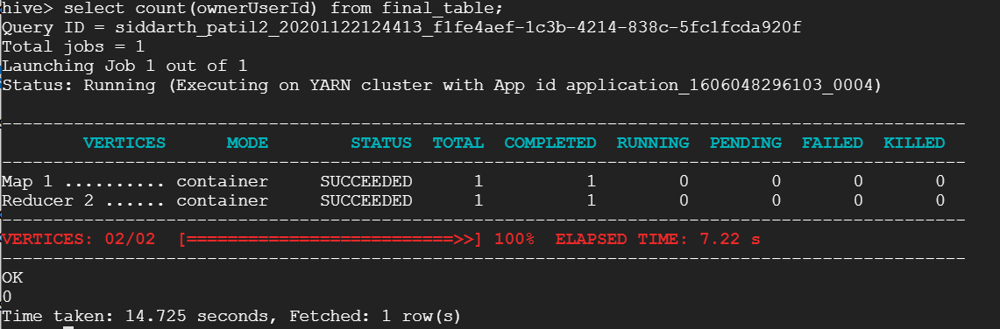 hive> select count(ownerUserId) from final_table;
Query ID = siddarth_patil2_20201122124413_f1fe4aef-1c3b-4214-838c-5fc1fcda920f
Total jobs = 1
Launching Job 1 out of 1
Status: Running (Executing on YARN cluster with App id application_1606048296103_0004)
----------------------------------------------------------------------------------------------
VERTICES MODE STATUS TOTAL COMPLETED RUNNING PENDING FAILED KILLED
----------------------------------------------------------------------------------------------
Map 1 .......... container SUCCEEDED 1 1 0 0 0 0
Reducer 2 ...... container SUCCEEDED 1 1 0 0 0 0
----------------------------------------------------------------------------------------------
VERTICES: 02/02 [==========================>>] 100% ELAPSED TIME: 7.22 s
----------------------------------------------------------------------------------------------
OK
0
Time taken: 14.725 seconds, Fetched: 1 row(s)